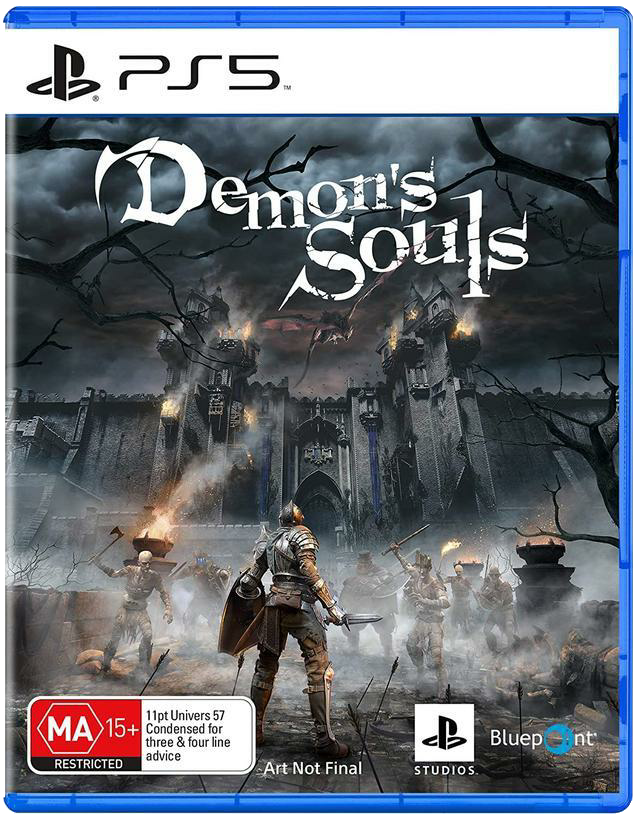 PS5
Demon's
Souls
MA 15+
RESTRICTED
11pt Univers 57
Condensed for
three & four line
advice
Art Not Final
STUDIOS
Bluepoint